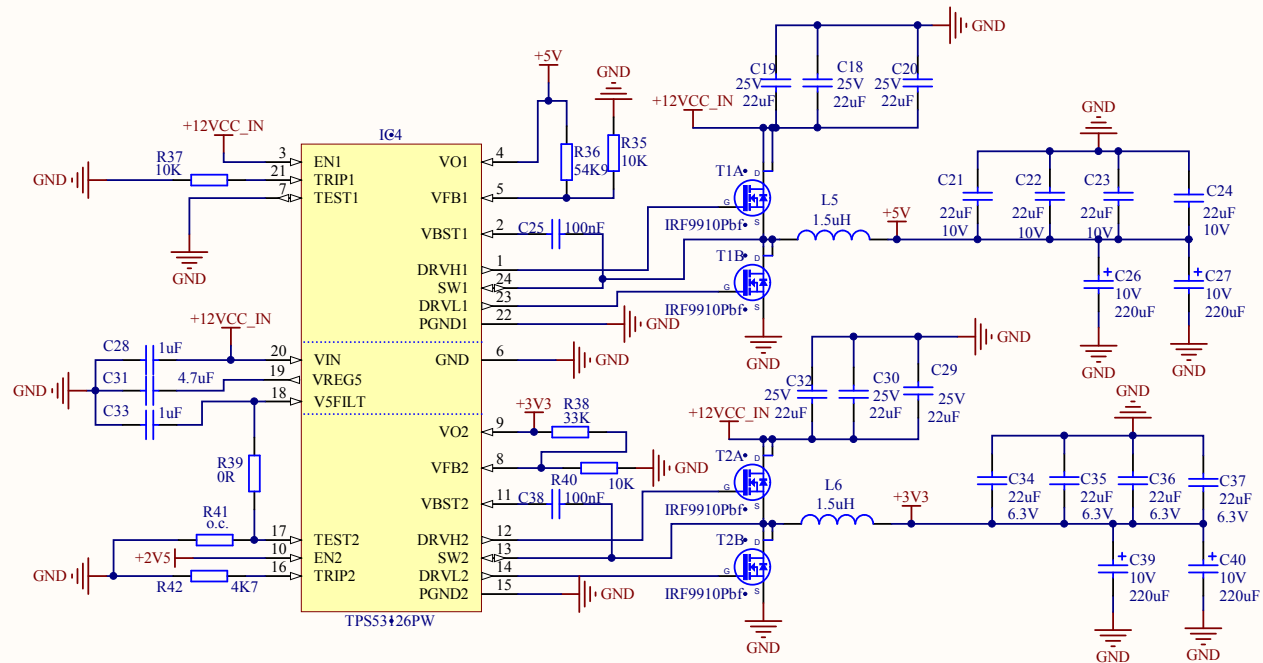 GND
+5V
GND
C19
25V
22uF
C18
25V
22uF
C20
25V
22uF
+12VCC_IN
+12VCC_IN
IC4
R37
10K
GND
3
EN1
21
TRIP1
7
TEST1
GND
VO1
4
VFB1
5
VBST1
2
DRVH1
1
SW1
24
DRVL1
23
PGND1
22
GND
R36
54K9
R35
10K
C25
100nF
T1A
D
G
S
IRF9910Pbf
T1B
D
G
S
IRF9910Pbf
GND
L5
1.5uH
+5V
GND
C21
22uF
10V
C22
22uF
10V
C23
22uF
10V
C24
22uF
10V
+
C26
10V
220uF
GND
+
C27
10V
220uF
GND
+12VCC_IN
C28
1uF
C31
4.7uF
C33
1uF
GND
20
VIN
19
VREG5
18
V5FILT
GND
6
GND
+3V3
R38
33K
VO2
9
VFB2
8
R40
10K
GND
VBST2
11
C38
100nF
DRVH2
12
SW2
13
DRVL2
14
PGND2
15
GND
R39
0R
R41
o.c.
17
TEST2
+2V5
10
EN2
GND
R42
4K7
16
TRIP2
TPS53126PW
GND
C32
25V
22uF
C30
25V
22uF
C29
25V
22uF
+12VCC_IN
T2A
D
G
S
IRF9910Pbf
T2B
D
G
S
IRF9910Pbf
GND
L6
1.5uH
+3V3
GND
C34
22uF
6.3V
C35
22uF
6.3V
C36
22uF
6.3V
C37
22uF
6.3V
+
C39
10V
220uF
GND
+
C40
10V
220uF
GND